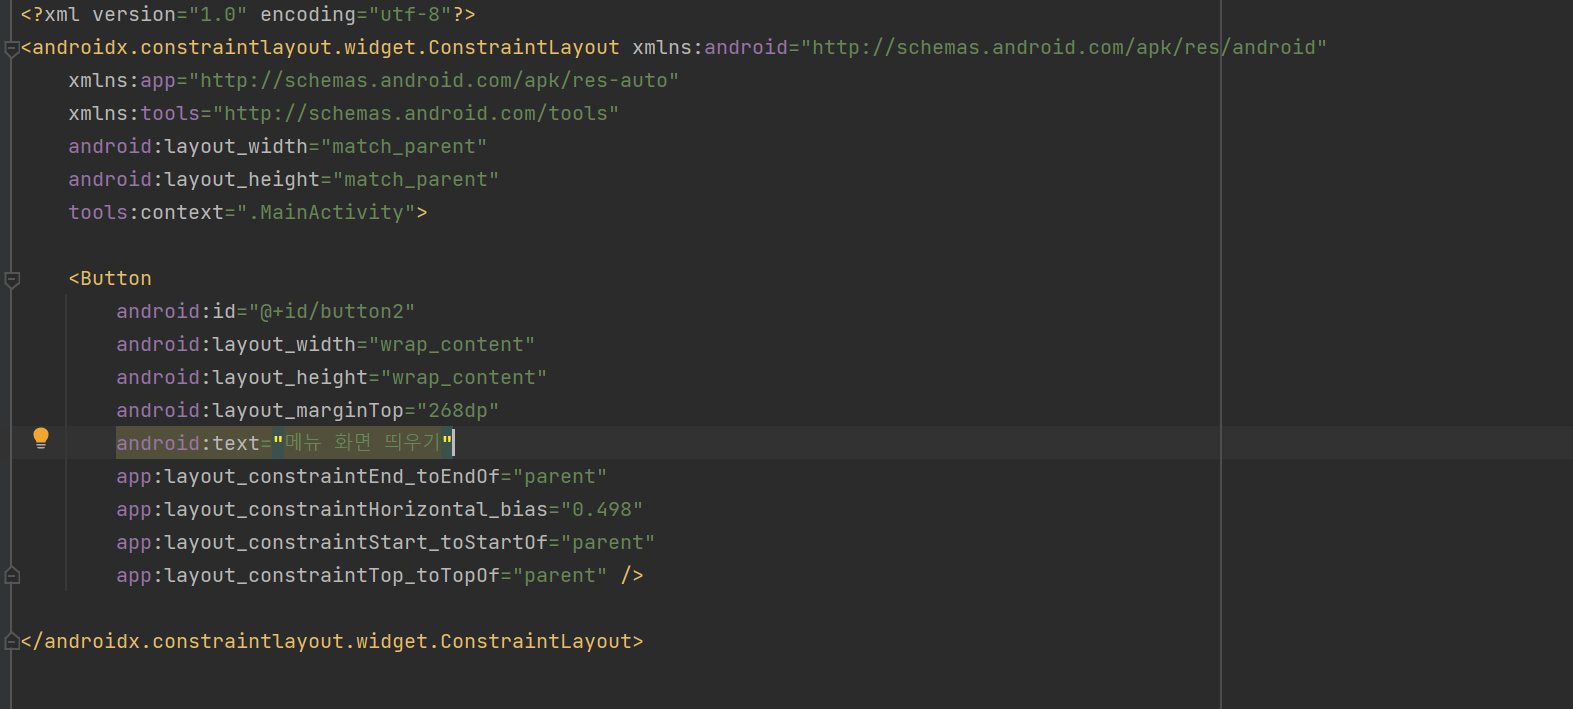 <?xml version="1.0" encoding="utf-8"?>
<androidx.constraintlayout.widget.ConstraintLayout xmlns:android="http://schemas.android.com/apk/res/android"
    xmlns:app="http://schemas.android.com/apk/res-auto"
    xmlns:tools="http://schemas.android.com/tools"
    android:layout_width="match_parent"
    android:layout_height="match_parent"
    tools:context=".MainActivity">

    <Button
        android:id="@+id/button2"
        android:layout_width="wrap_content"
        android:layout_height="wrap_content"
        android:layout_marginTop="268dp"
        android:text="메뉴 화면 띄우기"
        app:layout_constraintEnd_toEndOf="parent"
        app:layout_constraintHorizontal_bias="0.498"
        app:layout_constraintStart_toStartOf="parent"
        app:layout_constraintTop_toTopOf="parent" />

</androidx.constraintlayout.widget.ConstraintLayout>